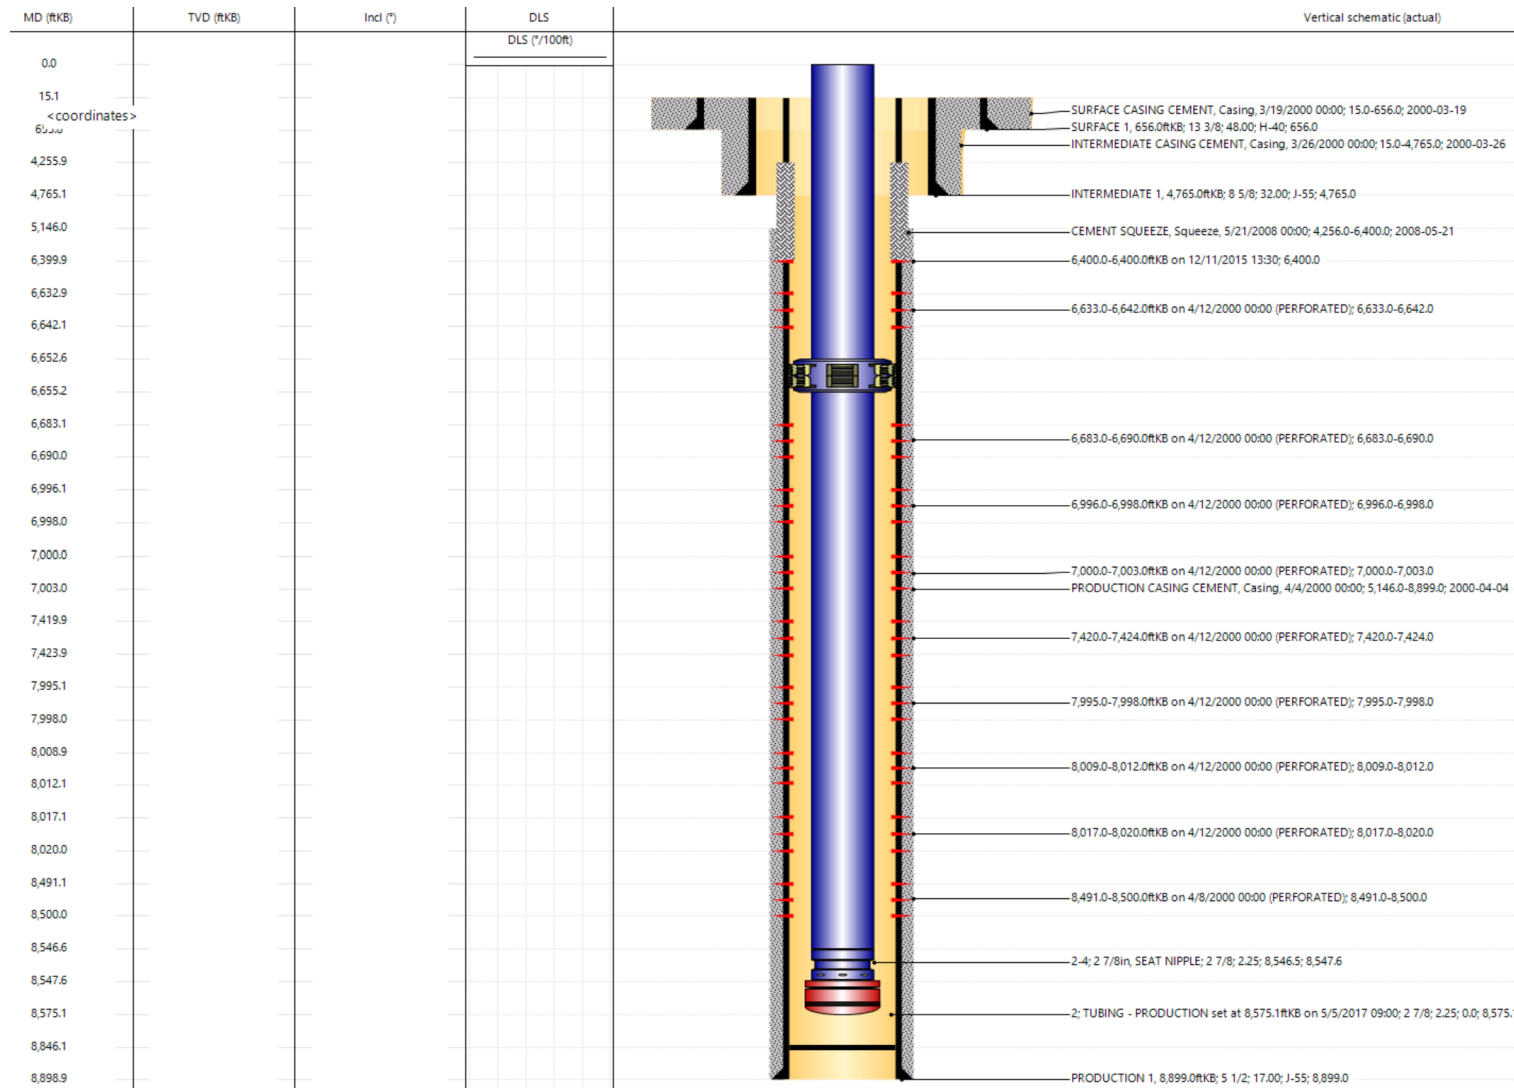 MD (ftKB) TVD (ftKB) Incl (°) DLS Vertical schematic (actual)
DLS (°/100ft)
0.0
15.1
<coordinates>
SURFACE CASING CEMENT, Casing, 3/19/2000 00:00; 15.0-656.0; 2000-03-19
SURFACE 1, 656.0ftKB; 13 3/8; 48.00; H-40; 656.0
INTERMEDIATE CASING CEMENT, Casing, 3/26/2000 00:00; 15.0-4,765.0; 2000-03-26
4,255.9
4,765.1 INTERMEDIATE 1, 4,765.0ftKB; 8 5/8; 32.00; J-55; 4,765.0
5,146.0 CEMENT SQUEEZE, Squeeze, 5/21/2008 00:00; 4,256.0-6,400.0; 2008-05-21
6,399.9 6,400.0-6,400.0ftKB on 12/11/2015 13:30; 6,400.0
6,632.9
6,633.0-6,642.0ftKB on 4/12/2000 00:00 (PERFORATED); 6,633.0-6,642.0
6,642.1
6,652.6
6,655.2
6,683.1
6,683.0-6,690.0ftKB on 4/12/2000 00:00 (PERFORATED); 6,683.0-6,690.0
6,690.0
6,996.1
6,996.0-6,998.0ftKB on 4/12/2000 00:00 (PERFORATED); 6,996.0-6,998.0
6,998.0
7,000.0
7,000.0-7,003.0ftKB on 4/12/2000 00:00 (PERFORATED); 7,000.0-7,003.0
7,003.0 PRODUCTION CASING CEMENT, Casing, 4/4/2000 00:00; 5,146.0-8,899.0; 2000-04-04
7,419.9
7,420.0-7,424.0ftKB on 4/12/2000 00:00 (PERFORATED); 7,420.0-7,424.0
7,423.9
7,995.1
7,995.0-7,998.0ftKB on 4/12/2000 00:00 (PERFORATED); 7,995.0-7,998.0
7,998.0
8,008.9
8,009.0-8,012.0ftKB on 4/12/2000 00:00 (PERFORATED); 8,009.0-8,012.0
8,012.1
8,017.1
8,017.0-8,020.0ftKB on 4/12/2000 00:00 (PERFORATED); 8,017.0-8,020.0
8,020.0
8,491.1
8,491.0-8,500.0ftKB on 4/8/2000 00:00 (PERFORATED); 8,491.0-8,500.0
8,500.0
8,546.6
2-4; 2 7/8in, SEAT NIPPLE; 2 7/8; 2.25; 8,546.5; 8,547.6
8,547.6
8,575.1 2; TUBING - PRODUCTION set at 8,575.1ftKB on 5/5/2017 09:00; 2 7/8; 2.25; 0.0; 8,575.
8,846.1
8,898.9 PRODUCTION 1, 8,899.0ftKB; 5 1/2; 17.00; J-55; 8,899.0